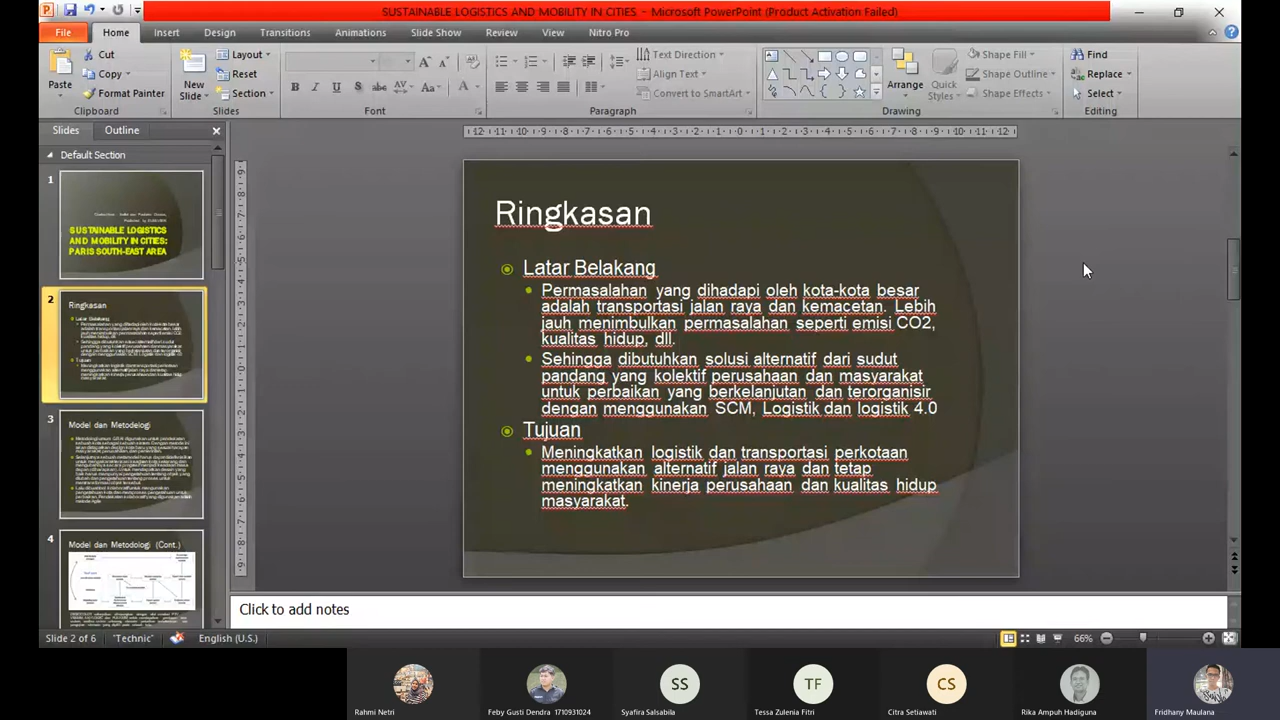 SUSTAINABLE LOGISTICS AND MOBILITY IN CITIES - Microsoft PowerPoint (Product Activation Failed)
File Home Insert Design Transitions Animations Slide Show Review View Nitro Pro
Paste
Cut
Copy
Format Painter
Clipboard
New Slide
Layout
Reset
Section
Slides
Font
Text Direction
Align Text
Convert to SmartArt
Paragraph
Arrange
Quick Styles
Shape Fill
Shape Outline
Shape Effects
Drawing
Find
Replace
Select
Editing
Slides Outline
Default Section
1
SUSTAINABLE LOGISTICS
AND MOBILITY IN CITIES:
PARIS SOUTH-EAST AREA
2
Ringkasan
Latar Belakang
Tujuan
3
Model dan Metodologi
4
Model dan Metodologi (Cont.)
Ringkasan
Latar Belakang
Permasalahan yang dihadapi oleh kota-kota besar
adalah transportasi jalan raya dan kemacetan. Lebih
jauh menimbulkan permasalahan seperti emisi CO2,
kualitas hidup, dll.
Sehingga dibutuhkan solusi alternatif dari sudut
pandang yang kolektif perusahaan dan masyarakat
untuk perbaikan yang berkelanjutan dan terorganisir
dengan menggunakan SCM, Logistik dan logistik 4.0
Tujuan
Meningkatkan logistik dan transportasi perkotaan
menggunakan alternatif jalan raya dan tetap
meningkatkan kinerja perusahaan dan kualitas hidup
masyarakat.
Click to add notes
Slide 2 of 6 "Technic" English (U.S.) 66%
Rahmi Netri
Feby Gusti Dendra 1710931024
SS
Syafira Salsabila
TF
Tessa Zulenia Fitri
CS
Citra Setiawati
Rika Ampuh Hadiguna
Fridhany Maulana